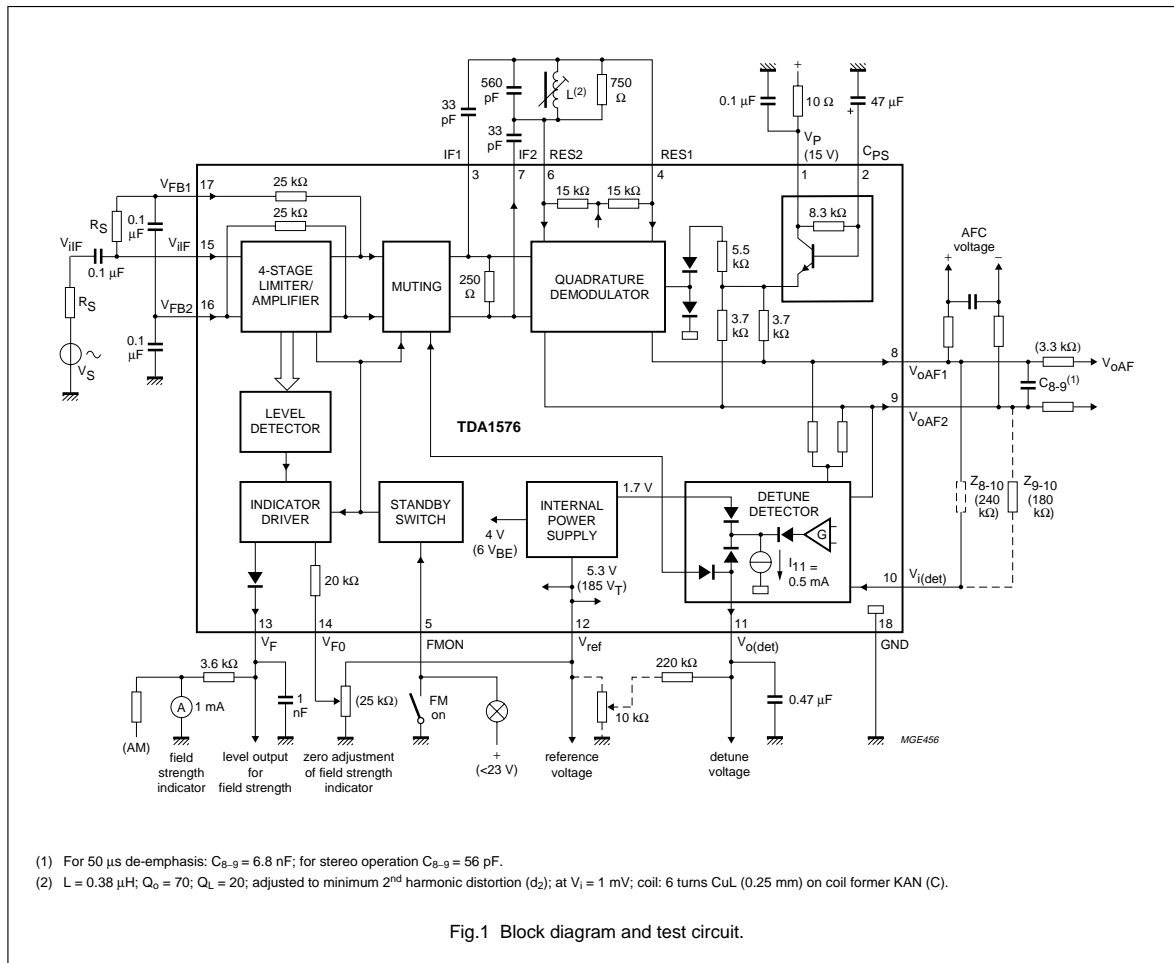 560
pF
L(2)
750
Ω
33
pF
33
pF
0.1 μF
+
10 Ω
47 μF
+
VP
(15 V)
CPS
IF1
IF2
RES2
RES1
3
7
6
4
1
2
VFB1
17
25 kΩ
25 kΩ
RS
0.1
μF
ViIF
ViIF
15
0.1 μF
RS
VS
VFB2
16
0.1
μF
4-STAGE
LIMITER/
AMPLIFIER
MUTING
250
Ω
15 kΩ
15 kΩ
QUADRATURE
DEMODULATOR
5.5
kΩ
3.7
kΩ
3.7
kΩ
8.3 kΩ
AFC
voltage
+
−
8
VoAF1
(3.3 kΩ)
VoAF
C8-9(1)
9
VoAF2
LEVEL
DETECTOR
TDA1576
INDICATOR
DRIVER
STANDBY
SWITCH
INTERNAL
POWER
SUPPLY
1.7 V
4 V
(6 VBE)
5.3 V
(185 VT)
DETUNE
DETECTOR
G
I11 =
0.5 mA
Z8-10
(240
kΩ)
Z9-10
(180
kΩ)
10
Vi(det)
20 kΩ
13
14
5
12
11
18
VF
VF0
FMON
Vref
Vo(det)
GND
3.6 kΩ
A
1 mA
1
nF
(25 kΩ)
FM
on
10 kΩ
220 kΩ
0.47 μF
MGE456
(AM)
+
(<23 V)
field
strength
indicator
level output
for
field strength
zero adjustment
of field strength
indicator
reference
voltage
detune
voltage
(1) For 50 μs de-emphasis: C8–9 = 6.8 nF; for stereo operation C8–9 = 56 pF.
(2) L = 0.38 μH; Qo = 70; QL = 20; adjusted to minimum 2nd harmonic distortion (d2); at Vi = 1 mV; coil: 6 turns CuL (0.25 mm) on coil former KAN (C).
Fig.1 Block diagram and test circuit.